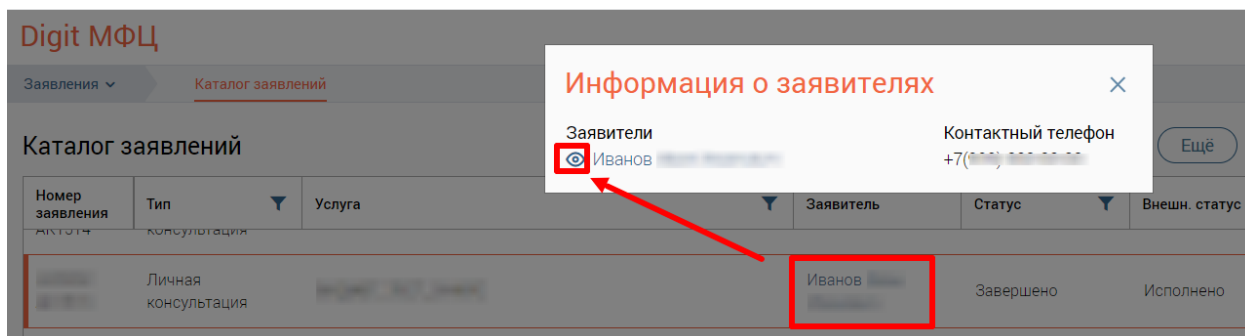 Digit МФЦ
Заявления
Каталог заявлений
Информация о заявителях
Заявители
Контактный телефон
Иванов
+7(
Каталог заявлений
Ещё
Номер заявления
Тип
Услуга
Заявитель
Статус
Внешн. статус
консультация
Личная
консультация
Иванов
Завершено
Исполнено